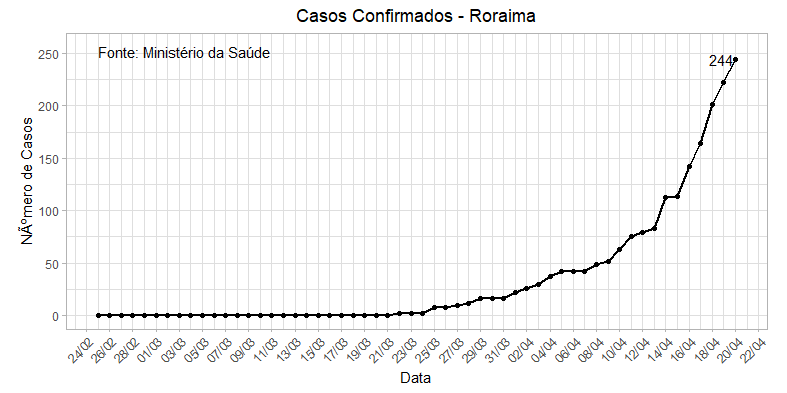 Casos Confirmados - Roraima
Fonte: Ministério da Saúde
244
250
200
150
100
50
0
NÃºmero de Casos
24/02 26/02 28/02 01/03 03/03 05/03 07/03 09/03 11/03 13/03 15/03 17/03 19/03 21/03 23/03 25/03 27/03 29/03 31/03 02/04 04/04 06/04 08/04 10/04 12/04 14/04 16/04 18/04 20/04 22/04
Data